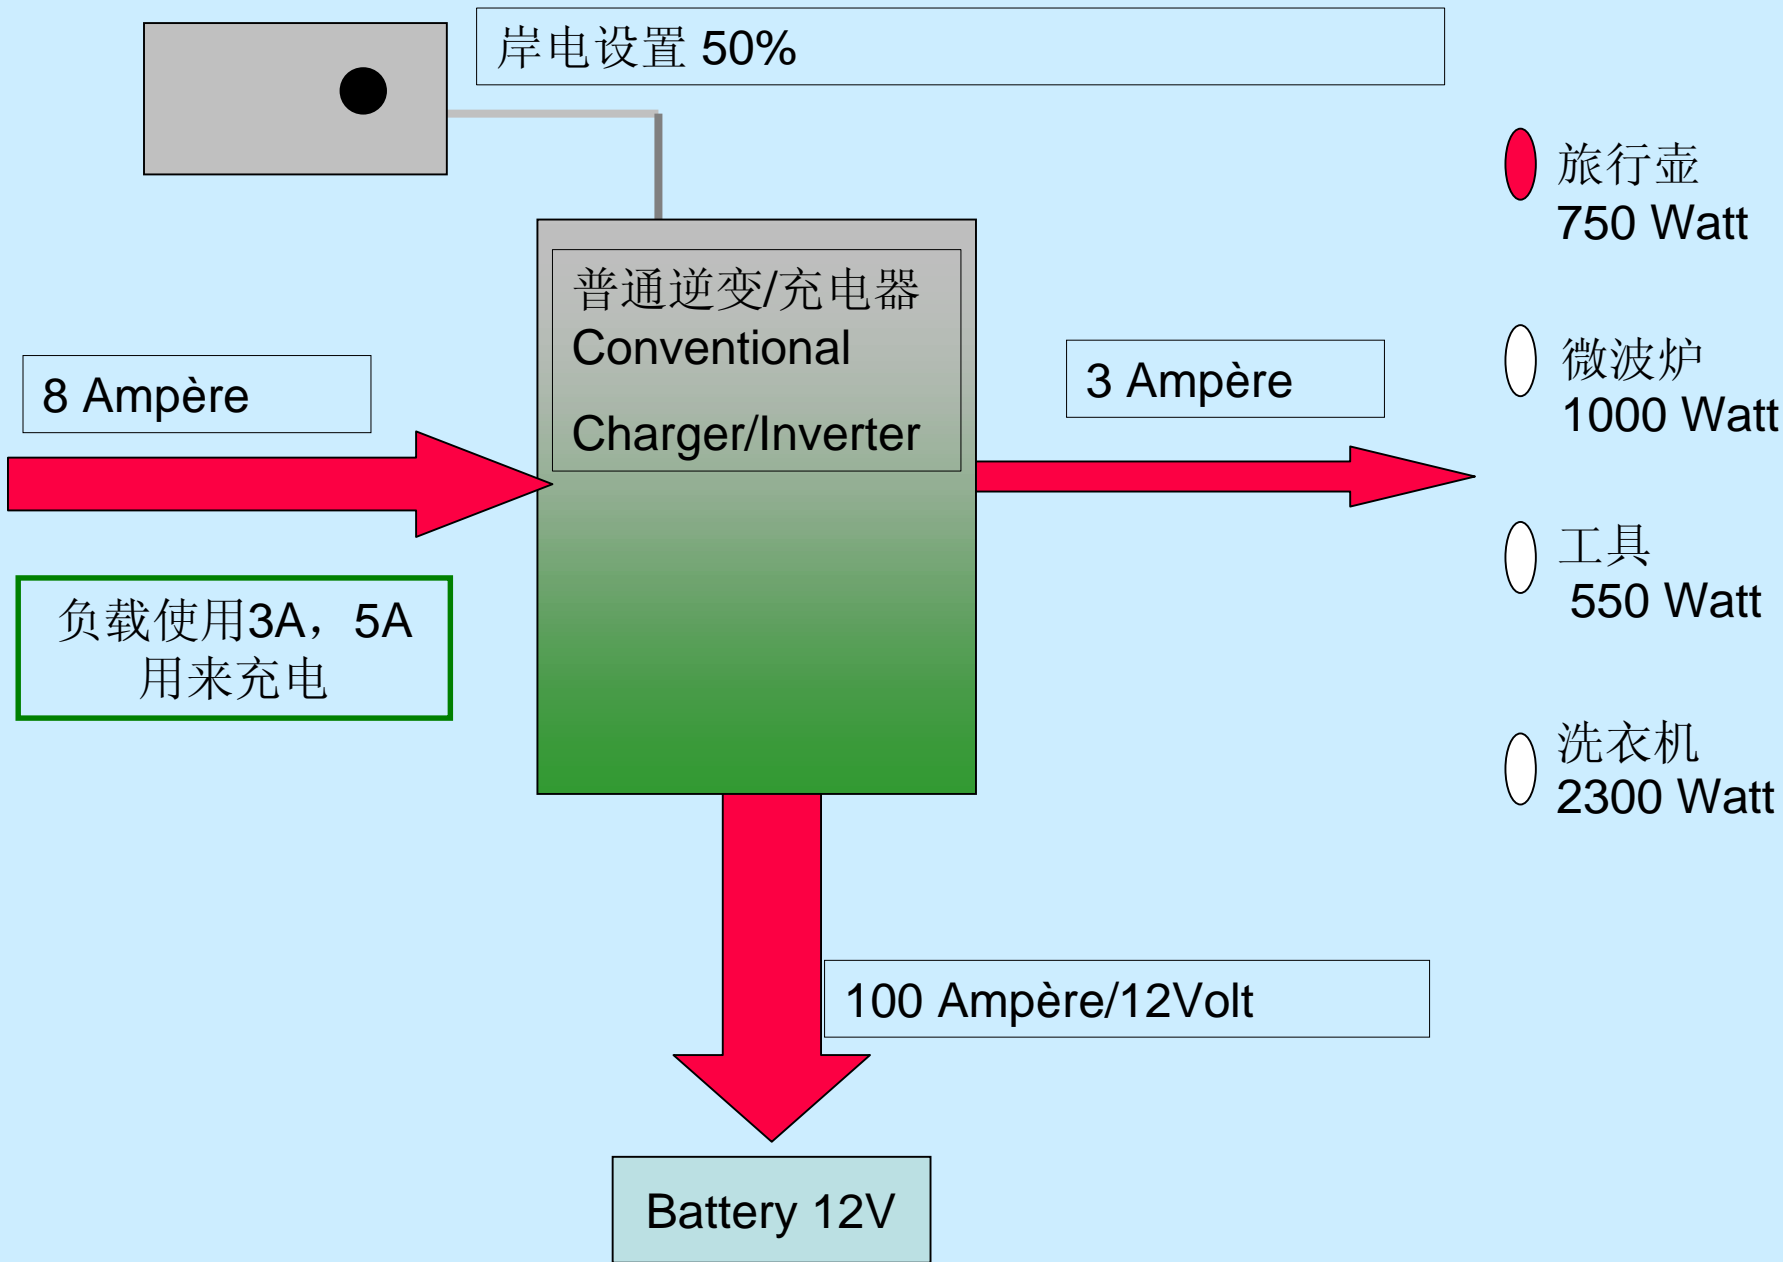 岸电设置 50%
普通逆变/充电器
Conventional
Charger/Inverter
8 Ampère
3 Ampère
负载使用3A，5A
用来充电
100 Ampère/12Volt
Battery 12V
旅行壶
750 Watt
微波炉
1000 Watt
工具
550 Watt
洗衣机
2300 Watt